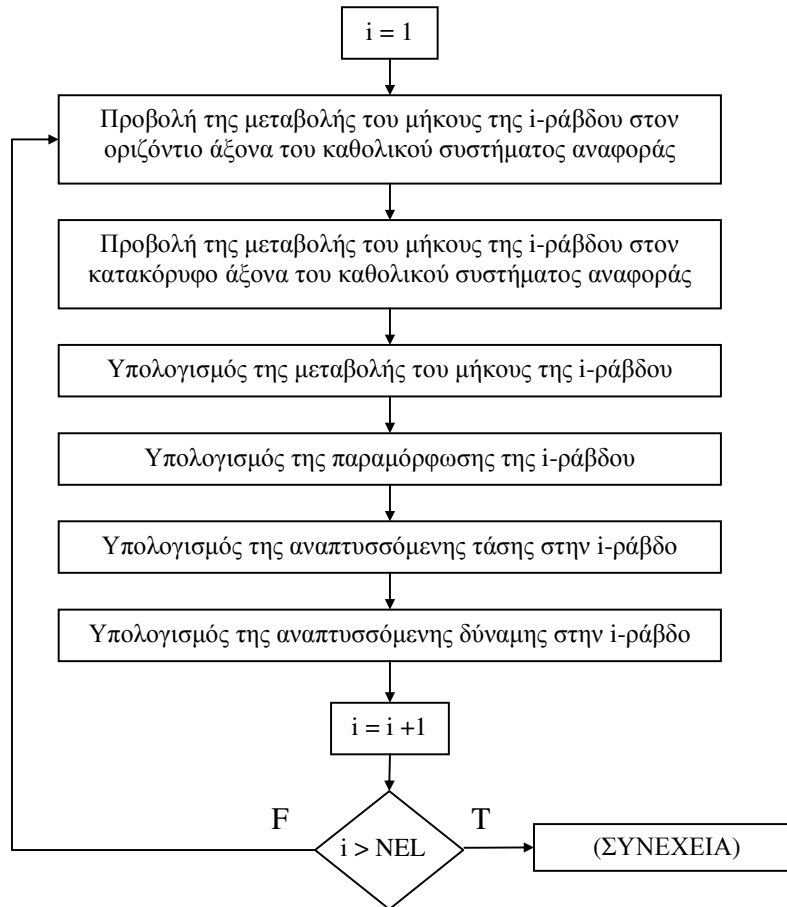 i = 1
Προβολή της μεταβολής του μήκους της i-ράβδου στον
οριζόντιο άξονα του καθολικού συστήματος αναφοράς
Προβολή της μεταβολής του μήκους της i-ράβδου στον
κατακόρυφο άξονα του καθολικού συστήματος αναφοράς
Υπολογισμός της μεταβολής του μήκους της i-ράβδου
Υπολογισμός της παραμόρφωσης της i-ράβδου
Υπολογισμός της αναπτυσσόμενης τάσης στην i-ράβδο
Υπολογισμός της αναπτυσσόμενης δύναμης στην i-ράβδο
i = i +1
F
T
i > NEL
(ΣΥΝΕΧΕΙΑ)